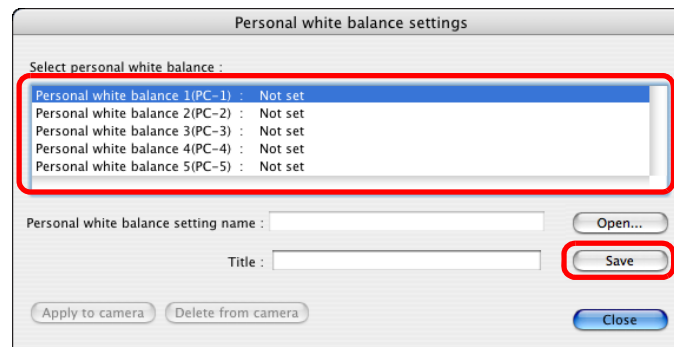 Personal white balance settings
Select personal white balance :
Personal white balance 1(PC-1) : Not set
Personal white balance 2(PC-2) : Not set
Personal white balance 3(PC-3) : Not set
Personal white balance 4(PC-4) : Not set
Personal white balance 5(PC-5) : Not set
Personal white balance setting name : Open...
Title : Save
Apply to camera Delete from camera Close